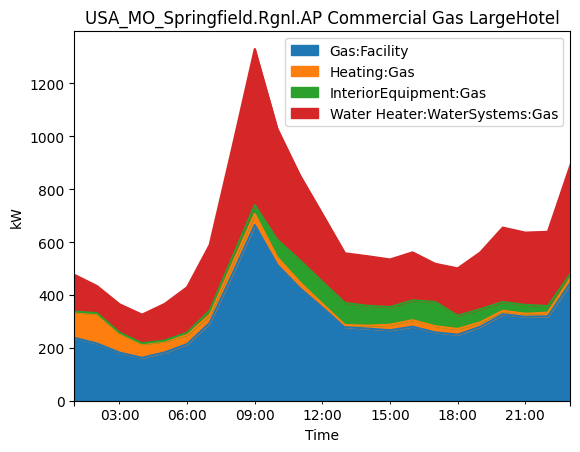 USA_MO_Springfield.Rgnl.AP Commercial Gas LargeHotel
Gas:Facility
Heating:Gas
InteriorEquipment:Gas
Water Heater:WaterSystems:Gas
1200
1000
800
600
400
200
0
kW
03:00 06:00 09:00 12:00 15:00 18:00 21:00
Time